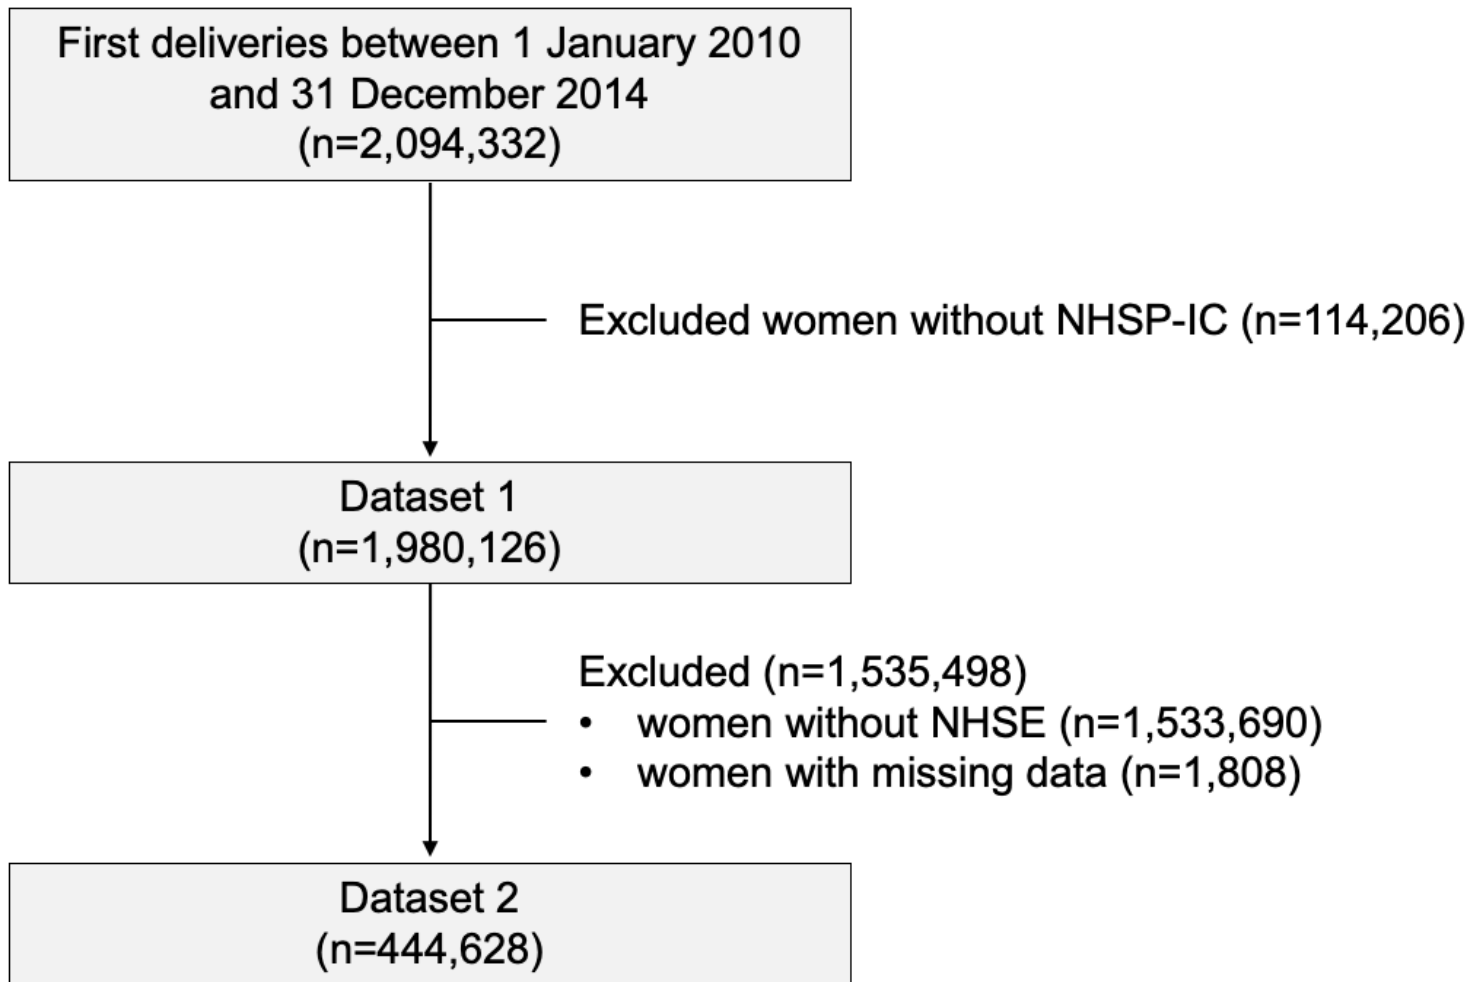 First deliveries between 1 January 2010
and 31 December 2014
(n=2,094,332)
Excluded women without NHSP-IC (n=114,206)
Dataset 1
(n=1,980,126)
Excluded (n=1,535,498)
• women without NHSE (n=1,533,690)
• women with missing data (n=1,808)
Dataset 2
(n=444,628)